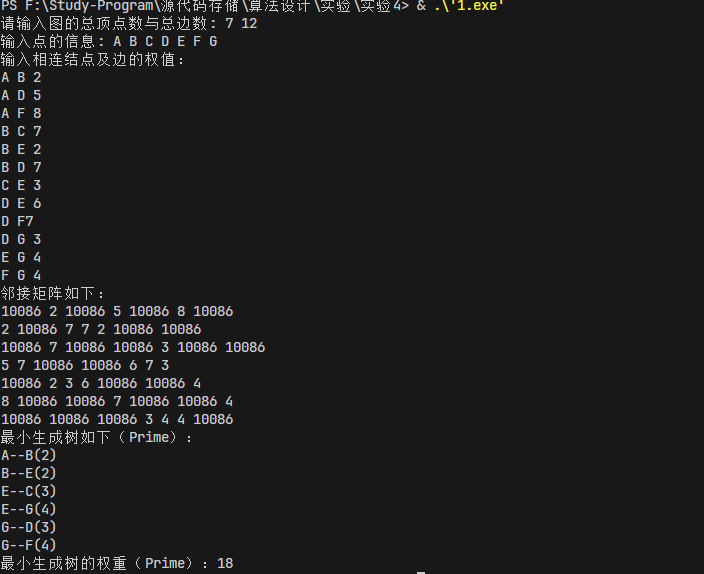 PS F:\Study-Program\源代码存储\算法设计\实验\实验4> & .\'1.exe'
请输入图的总顶点数与总边数: 7 12
输入点的信息: A B C D E F G
输入相连结点及边的权值:
A B 2
A D 5
A F 8
B C 7
B E 2
B D 7
C E 3
D E 6
D F7
D G 3
E G 4
F G 4
邻接矩阵如下:
10086 2 10086 5 10086 8 10086
2 10086 7 7 2 10086 10086
10086 7 10086 10086 3 10086 10086
5 7 10086 10086 6 7 3
10086 2 3 6 10086 10086 4
8 10086 10086 7 10086 10086 4
10086 10086 10086 3 4 4 10086
最小生成树如下（Prime）:
A--B(2)
B--E(2)
E--C(3)
E--G(4)
G--D(3)
G--F(4)
最小生成树的权重（Prime）: 18